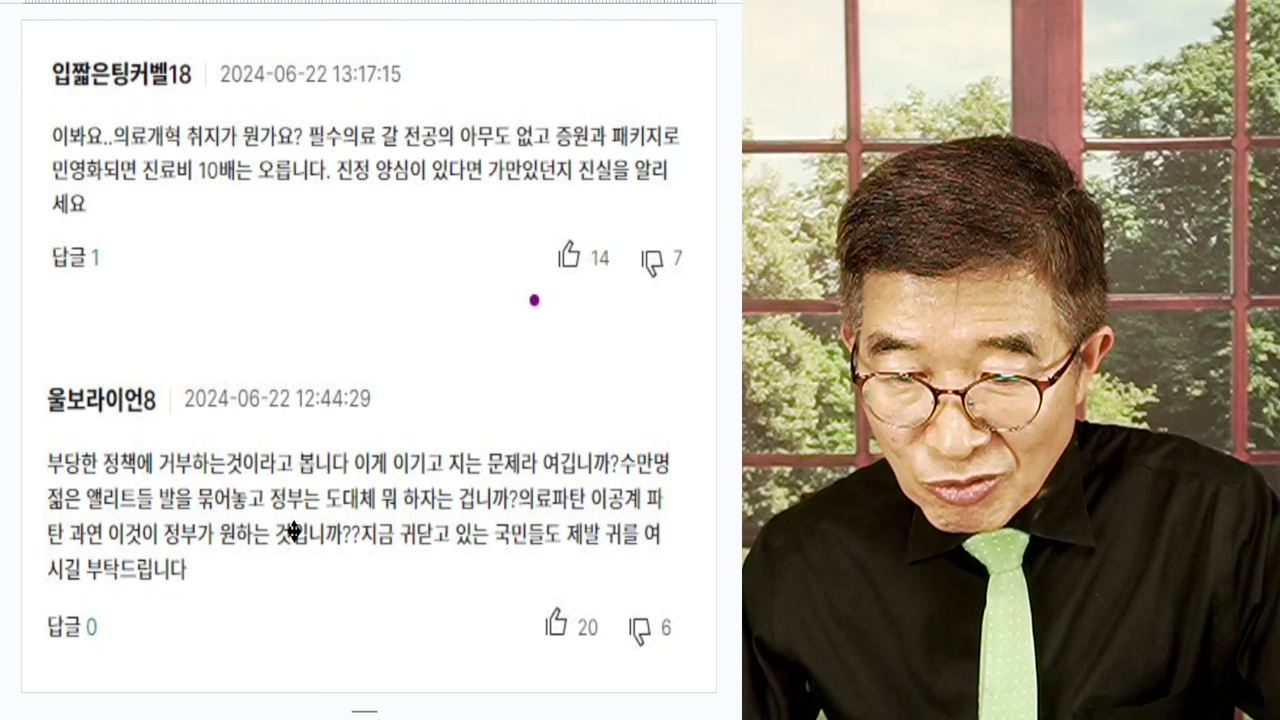 입짧은팅커벨18 2024-06-22 13:17:15
이봐요..의료개혁 취지가 뭔가요? 필수의료 갈 전공의 아무도 없고 증원과 패키지로
민영화되면 진료비 10배는 오릅니다. 진정 양심이 있다면 가만있던지 진실을 알리
세요
답글 1 14 7
울보라이언8 2024-06-22 12:44:29
부당한 정책에 거부하는것이라고 봅니다 이게 이기고 지는 문제라 여깁니까?수만명
젊은 앨리트들 발을 묶어놓고 정부는 도대체 뭐 하자는 겁니까?의료파탄 이공계 파
탄 과연 이것이 정부가 원하는 것입니까??지금 귀닫고 있는 국민들도 제발 귀를 여
시길 부탁드립니다
답글 0 20 6